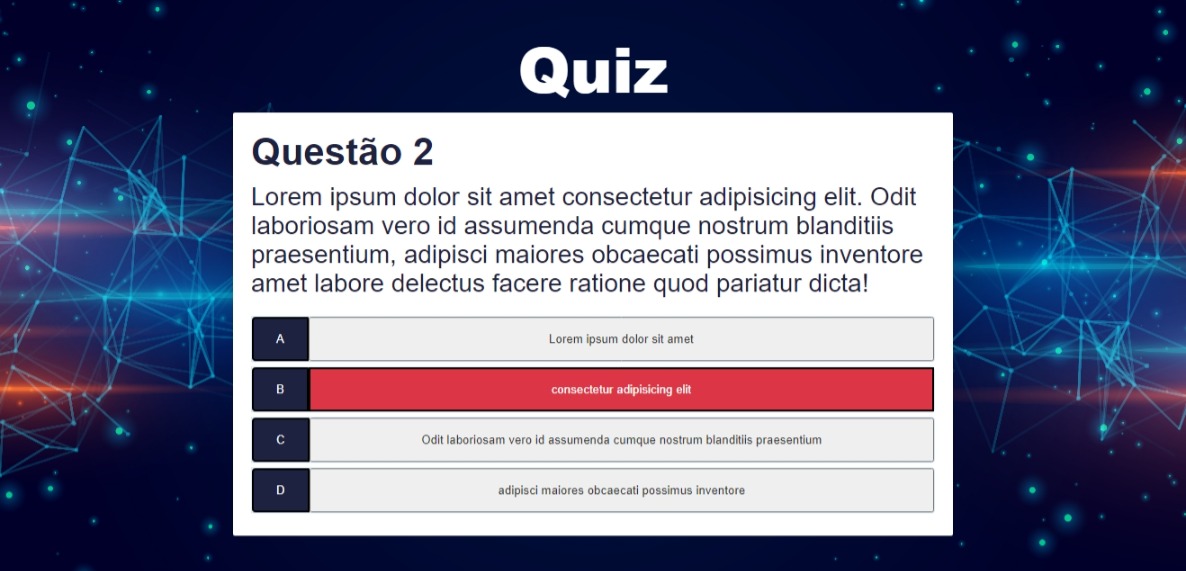 Quiz
Questão 2
Lorem ipsum dolor sit amet consectetur adipisicing elit. Odit
laboriosam vero id assumenda cumque nostrum blanditiis
praesentium, adipisci maiores obcaecati possimus inventore
amet labore delectus facere ratione quod pariatur dicta!
A Lorem ipsum dolor sit amet
B consectetur adipisicing elit
C Odit laboriosam vero id assumenda cumque nostrum blanditiis praesentium
D adipisci maiores obcaecati possimus inventore